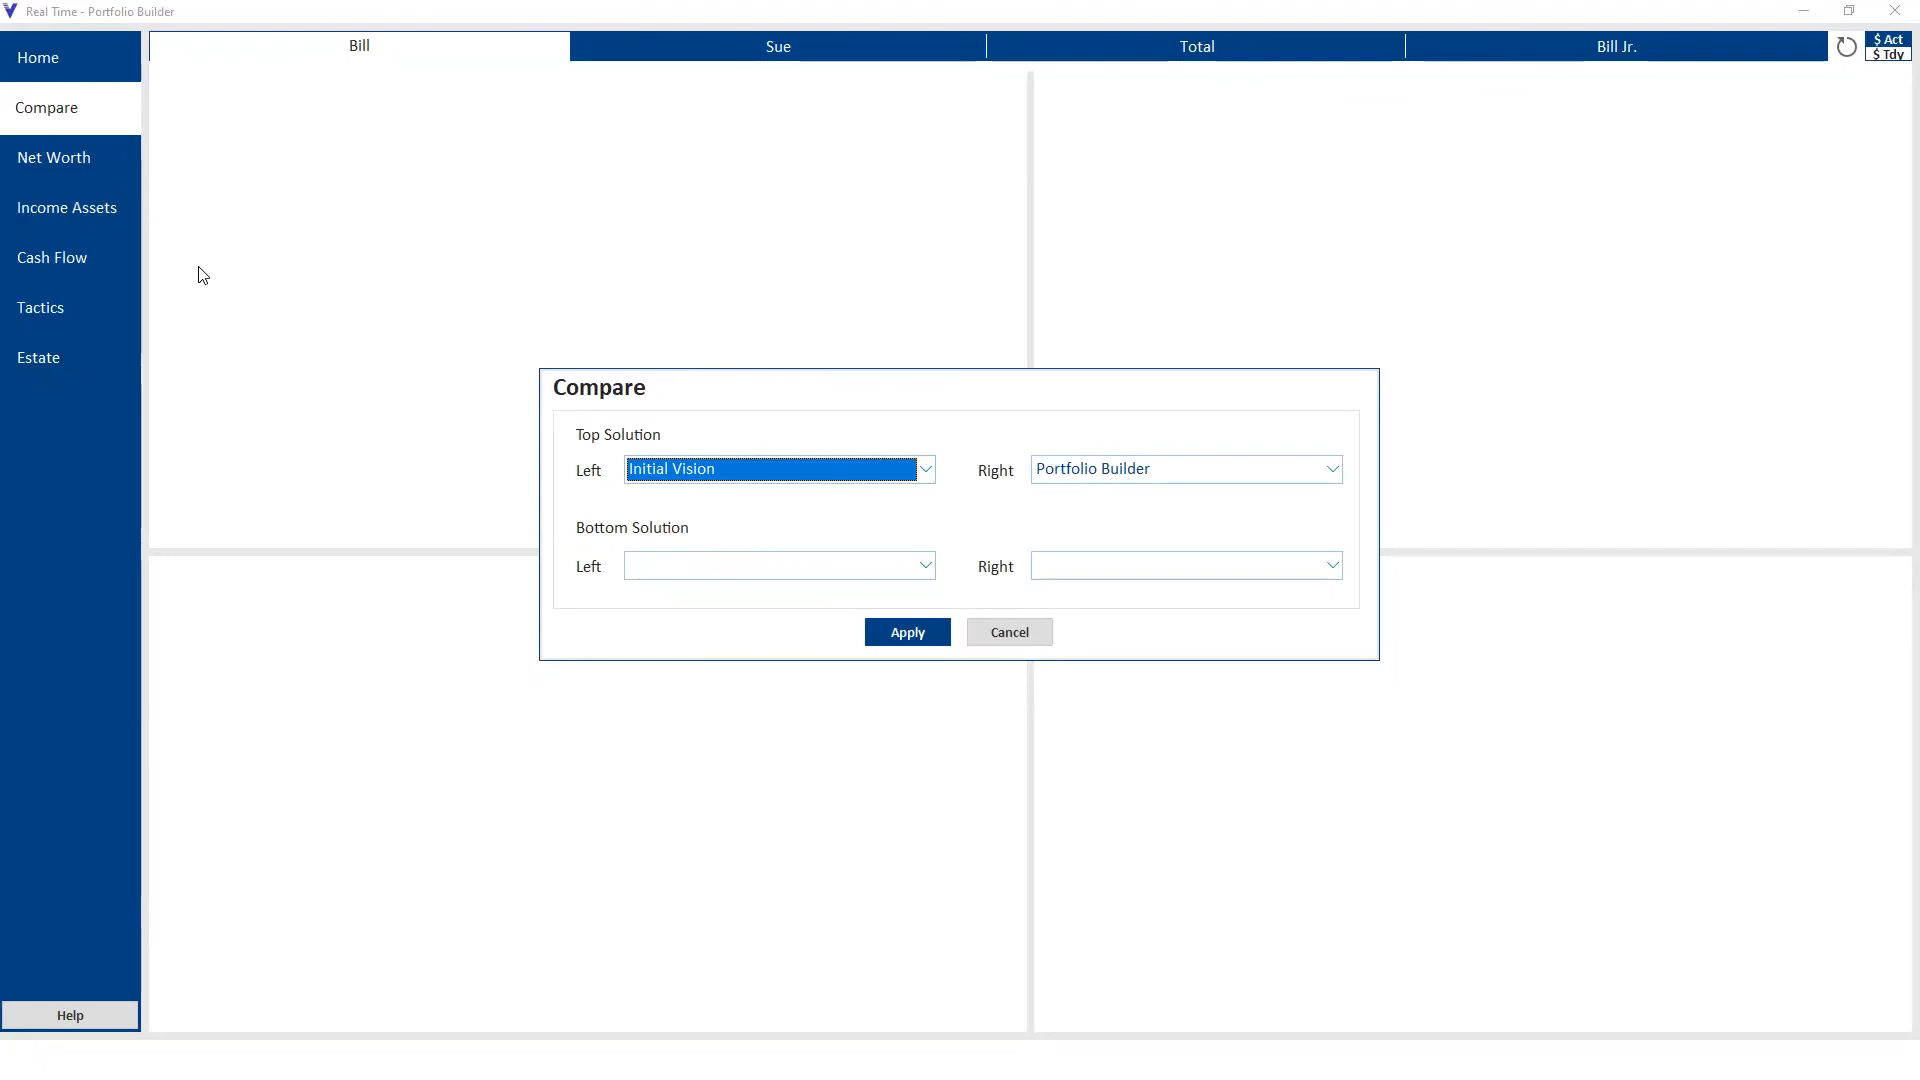 Real Time - Portfolio Builder
Home
Compare
Net Worth
Income Assets
Cash Flow
Tactics
Estate
Help
Bill
Sue
Total
Bill Jr.
$ Act
$ Tdy
Compare
Top Solution
Left Initial Vision Right Portfolio Builder
Bottom Solution
Left Right
Apply Cancel